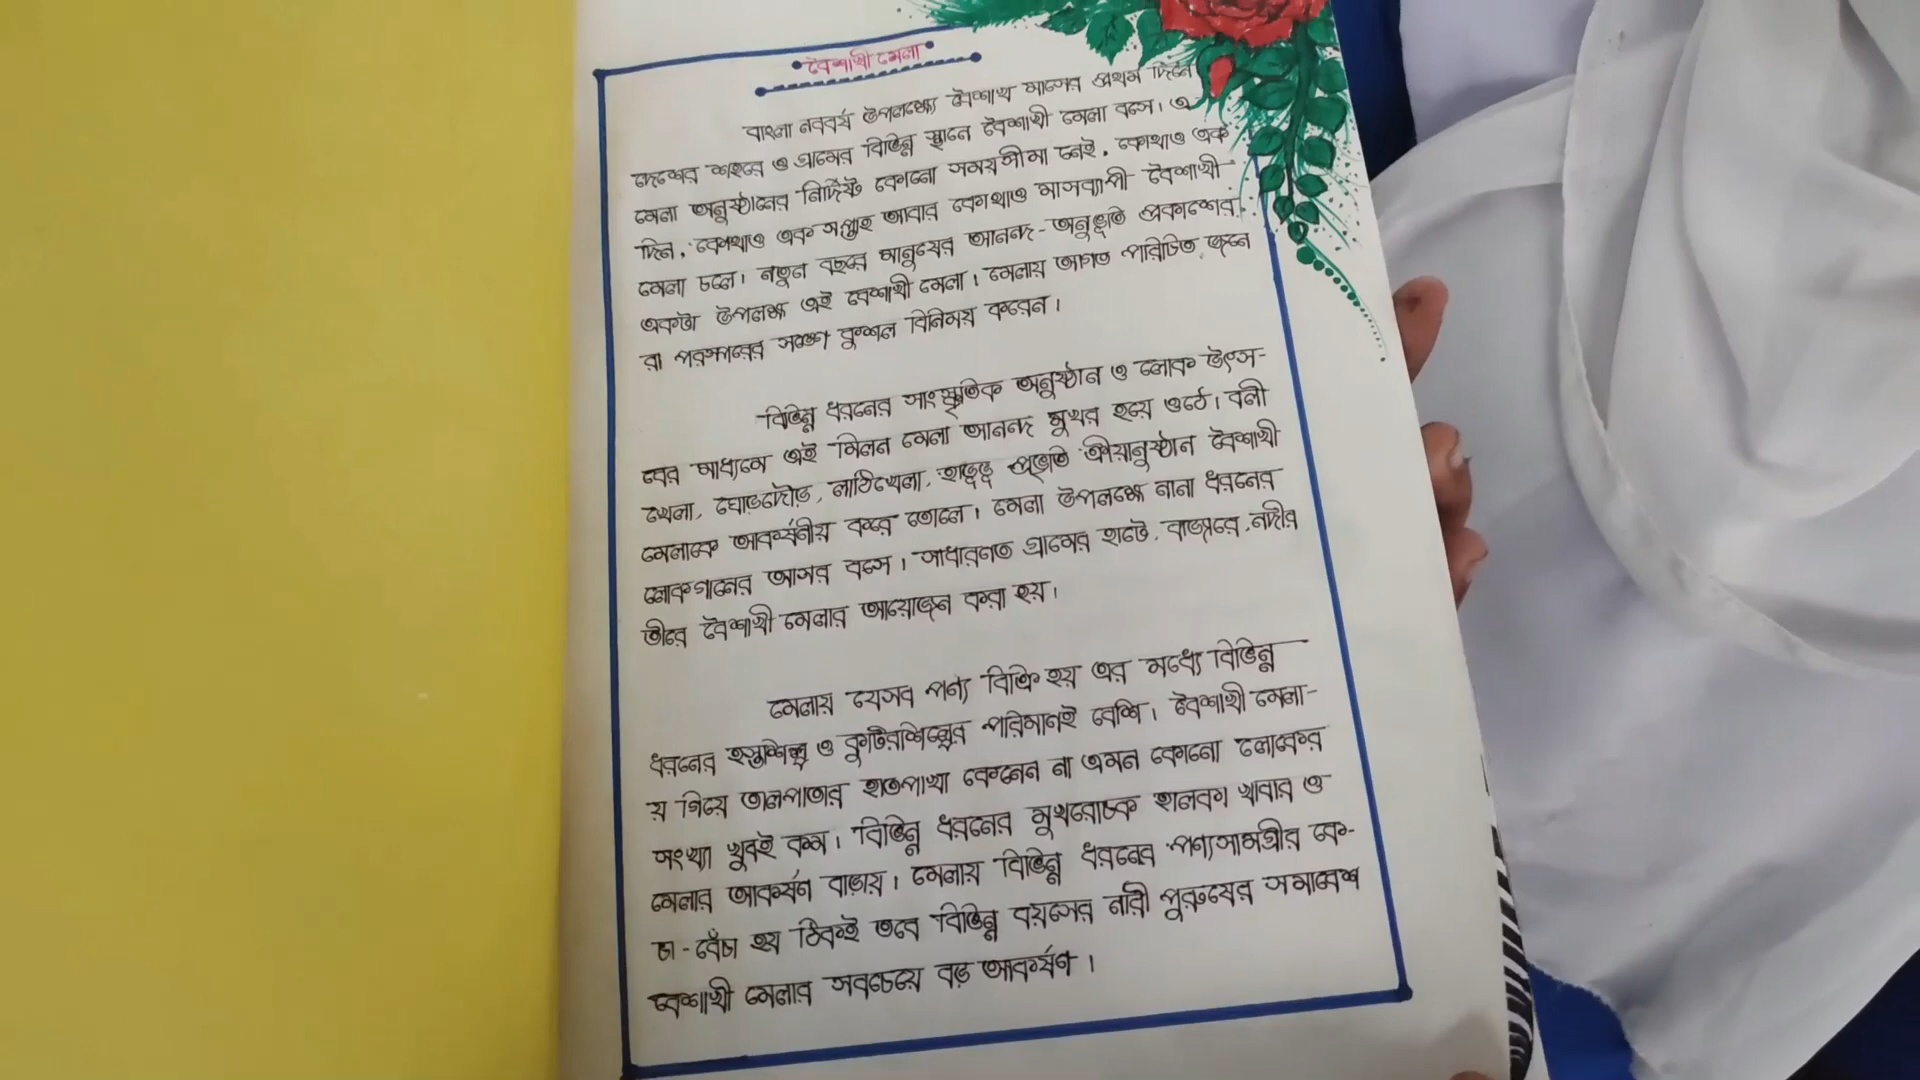 বৈশাখী মেলা
বাংলা নববর্ষ উপলক্ষ্যে বৈশাখ মাসের প্রথম দিনে
দেশের শহরে ও গ্রামের বিভিন্ন স্থানে বৈশাখী মেলা বসে। এ
মেলা অনুষ্ঠানের নির্দিষ্ট কোনো সময়সীমা নেই, কোথাও এক
দিন, কোথাও এক সপ্তাহ আবার কোথাও মাসব্যাপী বৈশাখী
মেলা চলে। নতুন বছরে মানুষের আনন্দ-অনুভূতি প্রকাশের
একটা উপলক্ষ এই বৈশাখী মেলা। মেলায় আগত পরিচিত জনে
রা পরস্পরের সঙ্গে কুশল বিনিময় করেন।
বিভিন্ন ধরনের সাংস্কৃতিক অনুষ্ঠান ও লোক উৎস-
বের মাধ্যমে এই মিলন মেলা আনন্দ মুখর হয়ে ওঠে। বলী
খেলা, ঘোড়দৌড়, লাঠিখেলা, হাডুডু প্রভৃতি ক্রীয়ানুষ্ঠান বৈশাখী
মেলাকে আকর্ষনীয় করে তোলে। মেলা উপলক্ষে নানা ধরনের
লোকগানের আসর বসে। সাধারনত গ্রামের হাটে, বাজারে, নদীর
তীরে বৈশাখী মেলার আয়োজন করা হয়।
মেলায় যেসব পণ্য বিক্রি হয় এর মধ্যে বিভিন্ন
ধরনের হস্তশিল্প ও কুটিরশিল্পের পরিমানই বেশি। বৈশাখী মেলা-
য় গিয়ে তালপাতার হাতপাখা কেনেন না এমন কোনো লোকের
সংখ্যা খুবই কম। বিভিন্ন ধরনের মুখরোচক হালকা খাবার ও
মেলার আকর্ষণ বাড়ায়। মেলায় বিভিন্ন ধরনের পণ্যসামগ্রীর কে-
চা-বেঁচা হয় ঠিকই তবে বিভিন্ন বয়সের নারী পুরুষের সমাবেশ
বৈশাখী মেলার সবচেয়ে বড় আকর্ষণ।